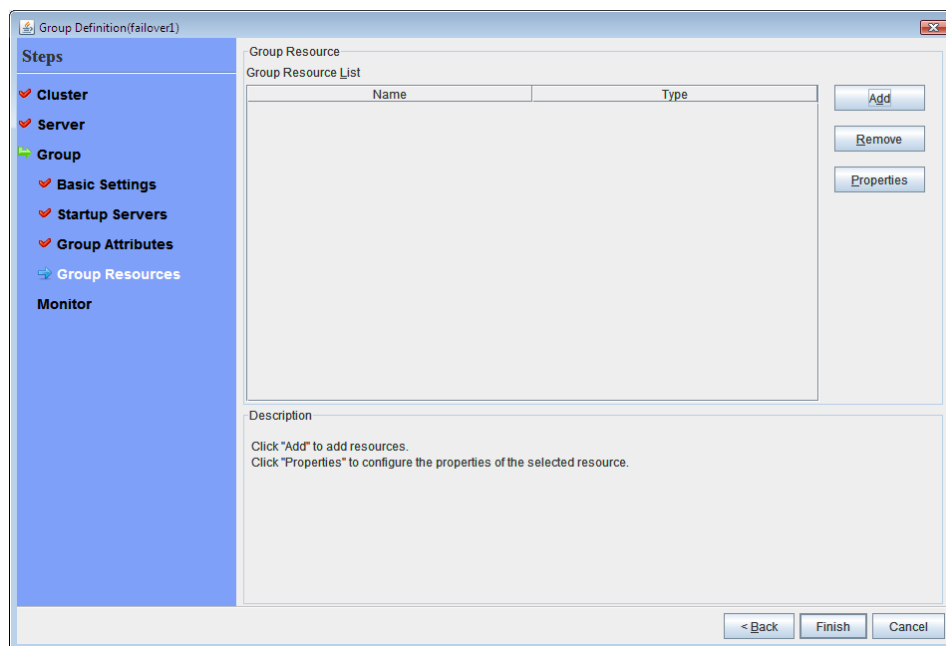 Group Definition(failover1)
Steps
Cluster
Server
Group
Basic Settings
Startup Servers
Group Attributes
Group Resources
Monitor
Group Resource
Group Resource List
Name Type
Add
Remove
Properties
Description
Click "Add" to add resources.
Click "Properties" to configure the properties of the selected resource.
< Back Finish Cancel